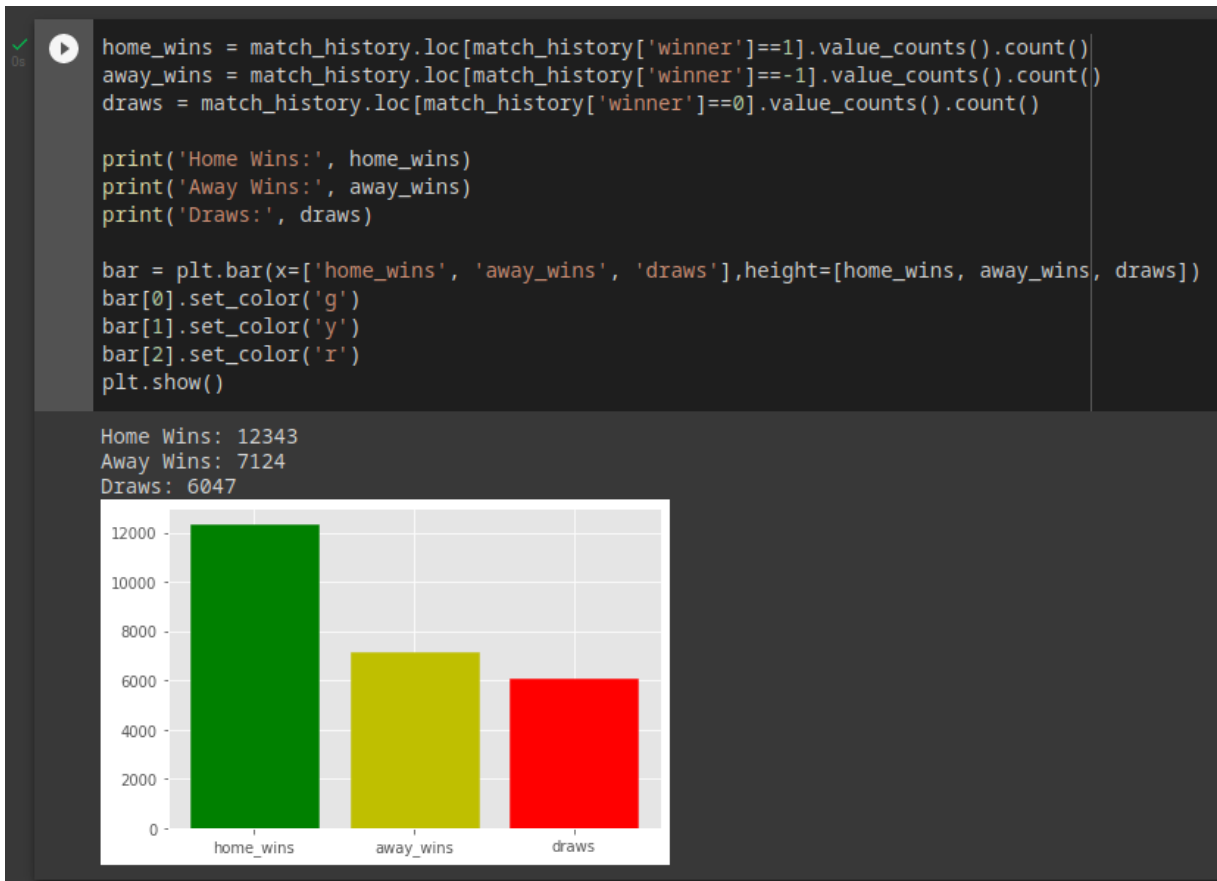 0s
home_wins = match_history.loc[match_history['winner']==1].value_counts().count()
away_wins = match_history.loc[match_history['winner']==-1].value_counts().count()
draws = match_history.loc[match_history['winner']==0].value_counts().count()
print('Home Wins:', home_wins)
print('Away Wins:', away_wins)
print('Draws:', draws)
bar = plt.bar(x=['home_wins', 'away_wins', 'draws'],height=[home_wins, away_wins, draws])
bar[0].set_color('g')
bar[1].set_color('y')
bar[2].set_color('r')
plt.show()
Home Wins: 12343
Away Wins: 7124
Draws: 6047
12000
10000
8000
6000
4000
2000
0
home_wins away_wins draws